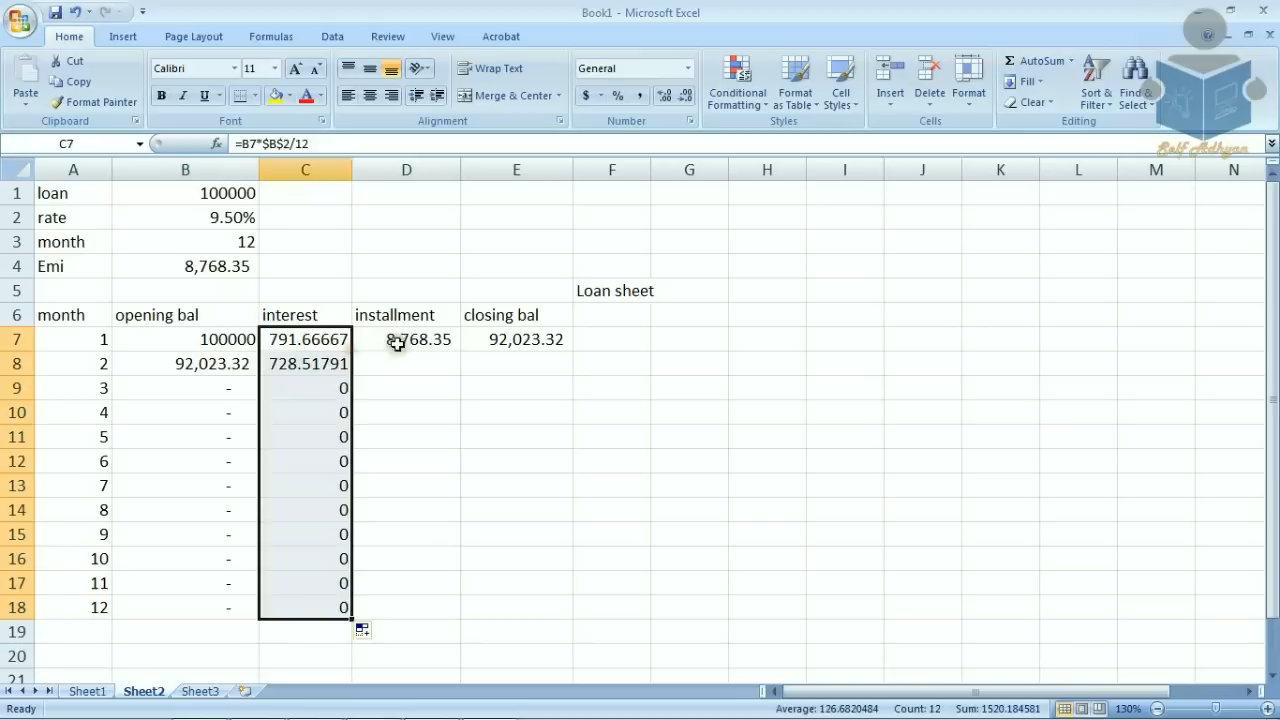 Book1 - Microsoft Excel
Home Insert Page Layout Formulas Data Review View Acrobat
Paste Cut Copy Format Painter Clipboard
Calibri 11 B I U A A A Font
Wrap Text Merge & Center Alignment
General $ % , Number
Conditional Formatting Format as Table Cell Styles Styles
Insert Delete Format Cells
Σ AutoSum Fill Clear Sort & Filter Find & Select Editing
Self Adhyan
C7 fx =B7*$B$2/12
A B C D E F G H I J K L M N
1 loan 100000
2 rate 9.50%
3 month 12
4 Emi 8,768.35
5 Loan sheet
6 month opening bal interest installment closing bal
7 1 100000 791.66667 8,768.35 92,023.32
8 2 92,023.32 728.51791
9 3 - 0
10 4 - 0
11 5 - 0
12 6 - 0
13 7 - 0
14 8 - 0
15 9 - 0
16 10 - 0
17 11 - 0
18 12 - 0
19
20
21
Sheet1 Sheet2 Sheet3
Ready Average: 126.6820484 Count: 12 Sum: 1520.184581 130%